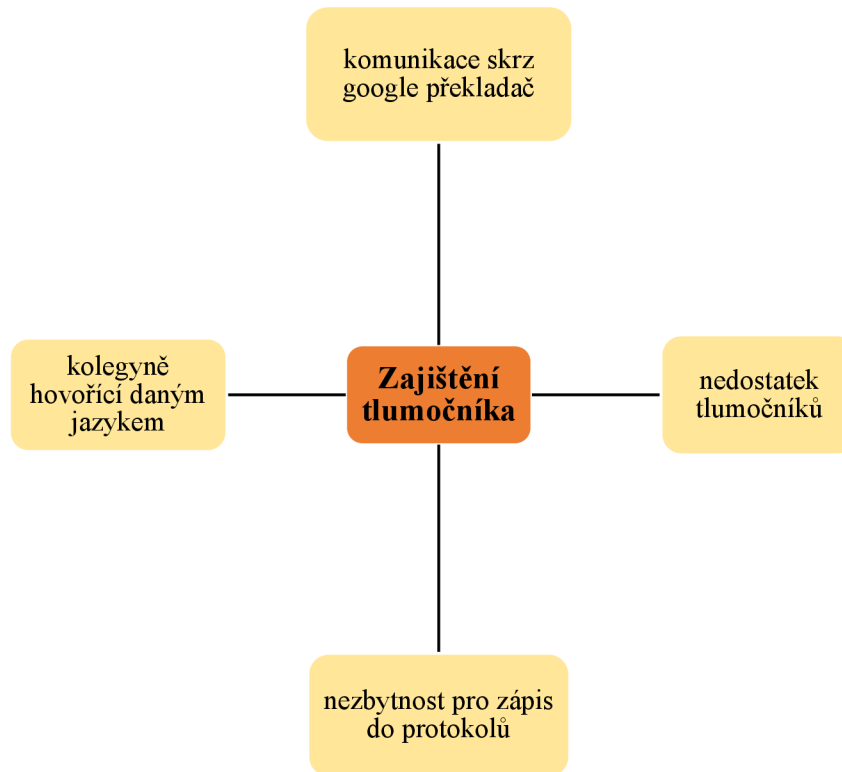 komunikace skrz
google překladač
kolegyně
hovořící daným
jazykem
Zajištění
tlumočníka
nedostatek
tlumočníků
nezbytnost pro zápis
do protokolů